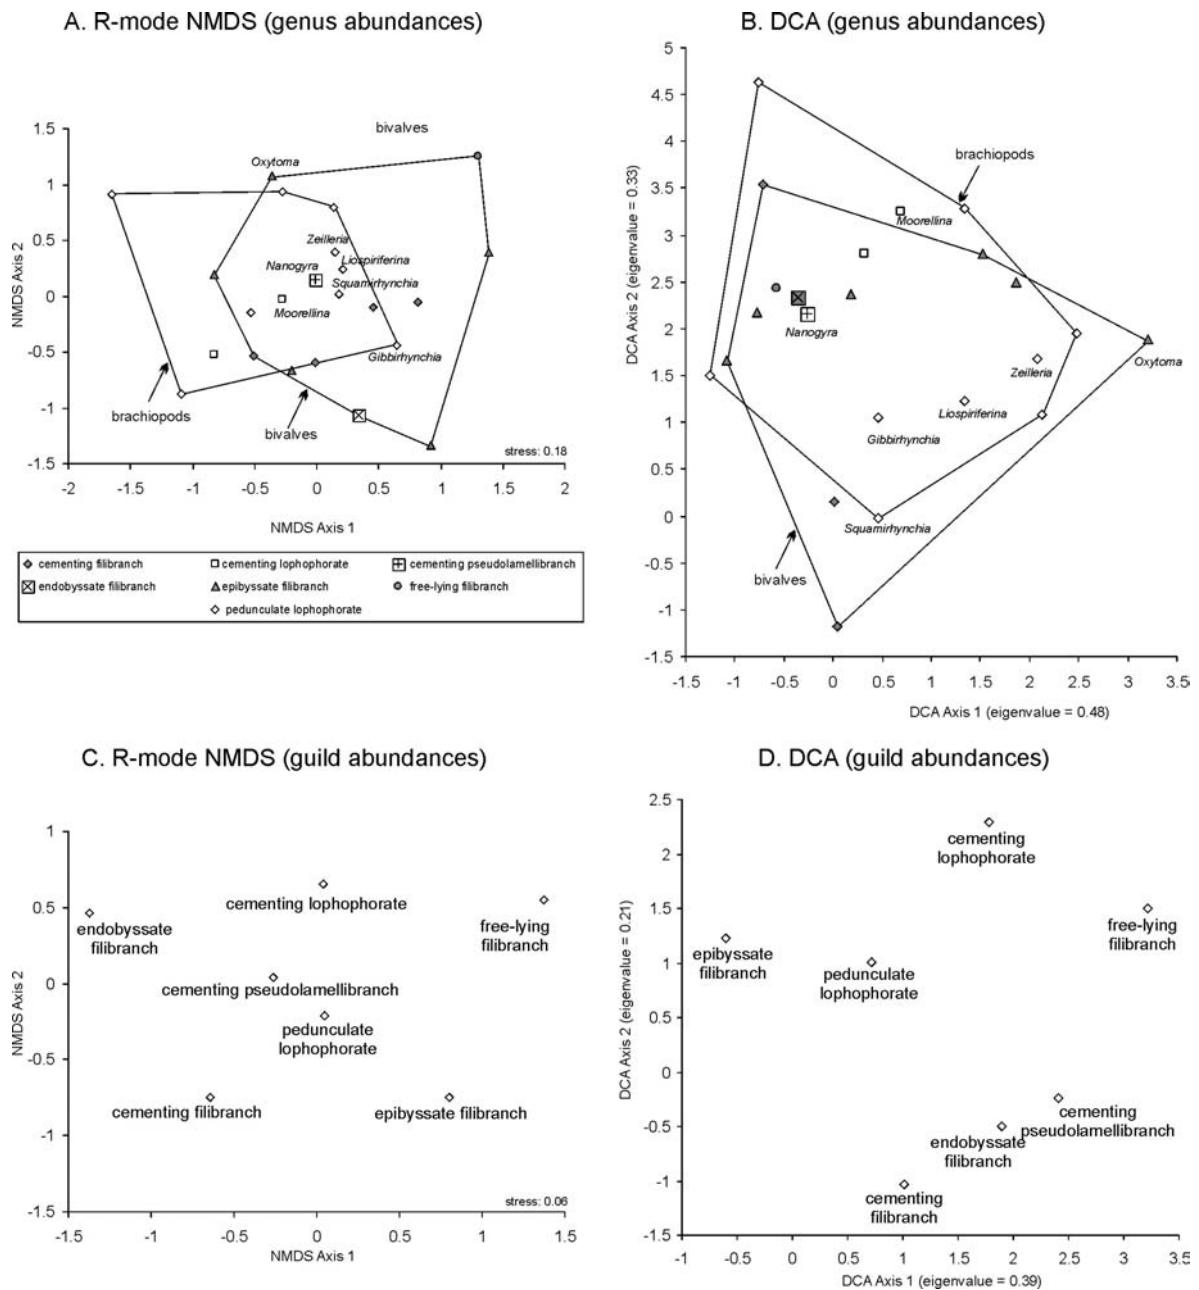 A. R-mode NMDS (genus abundances)
1.5
1
0.5
0
-0.5
-1
-1.5
NMDS Axis 2
bivalves
Oxytoma
Zeilleria
Liospiriferina
Nanogyra
Squamirhynchia
Moorellina
Gibbirhynchia
brachiopods
bivalves
stress: 0.18
-2 -1.5 -1 -0.5 0 0.5 1 1.5 2
NMDS Axis 1
cementing filibranch cementing lophophorate cementing pseudolamellibranch
endobyssate filibranch epibyssate filibranch free-lying filibranch
pedunculate lophophorate
B. DCA (genus abundances)
5
4.5
4
3.5
3
2.5
2
1.5
1
0.5
0
-0.5
-1
-1.5
DCA Axis 2 (eigenvalue = 0.33)
brachiopods
Moorellina
Nanogyra
Oxytoma
Zeilleria
Liospiriferina
Gibbirhynchia
Squamirhynchia
bivalves
-1.5 -1 -0.5 0 0.5 1 1.5 2 2.5 3 3.5
DCA Axis 1 (eigenvalue = 0.48)
C. R-mode NMDS (guild abundances)
1
0.5
0
-0.5
-1
-1.5
NMDS Axis 2
cementing lophophorate
endobyssate
filibranch
free-lying
filibranch
cementing pseudolamellibranch
pedunculate
lophophorate
cementing filibranch
epibyssate filibranch
stress: 0.06
-1.5 -1 -0.5 0 0.5 1 1.5
NMDS Axis 1
D. DCA (guild abundances)
2.5
2
1.5
1
0.5
0
-0.5
-1
-1.5
DCA Axis 2 (eigenvalue = 0.21)
cementing
lophophorate
free-lying
filibranch
epibyssate
filibranch
pedunculate
lophophorate
cementing
pseudolamellibranch
endobyssate
filibranch
cementing
filibranch
-1 -0.5 0 0.5 1 1.5 2 2.5 3 3.5
DCA Axis 1 (eigenvalue = 0.39)